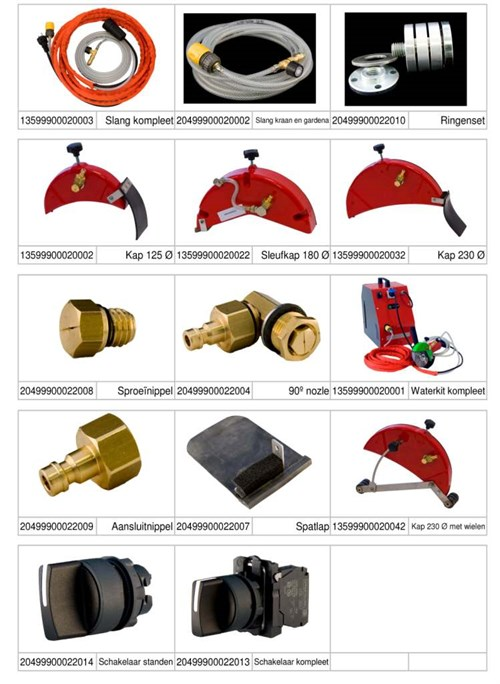 13599900020003 Slang kompleet 20499900020002 Slang kraan en gardena 20499900022010 Ringenset
13599900020002 Kap 125 Ø 13599900020022 Sleufkap 180 Ø 13599900020032 Kap 230 Ø
20499900022008 Sproeïnippel 20499900022004 90º nozle 13599900020001 Waterkit kompleet
20499900022009 Aansluitnippel 20499900022007 Spatlap 13599900020042 Kap 230 Ø met wielen
20499900022014 Schakelaar standen 20499900022013 Schakelaar kompleet